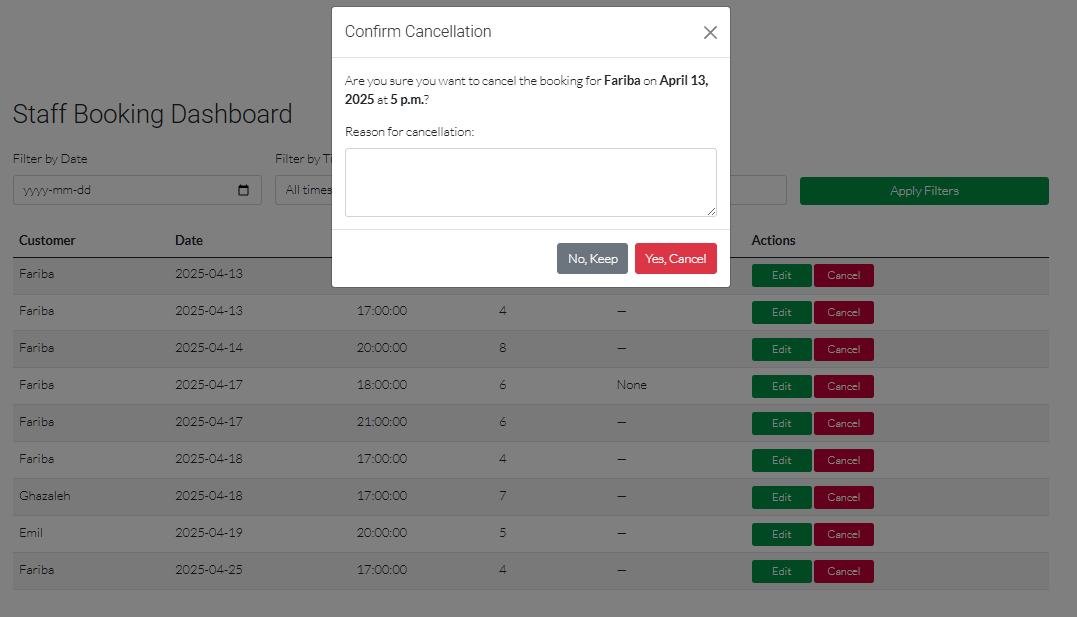 Confirm Cancellation
Are you sure you want to cancel the booking for Fariba on April 13,
2025 at 5 p.m.?
Reason for cancellation:
No, Keep Yes, Cancel
Staff Booking Dashboard
Filter by Date Filter by
yyyy-mm-dd All times Apply Filters
Customer Date Actions
Fariba 2025-04-13 Edit Cancel
Fariba 2025-04-13 17:00:00 4 — Edit Cancel
Fariba 2025-04-14 20:00:00 8 — Edit Cancel
Fariba 2025-04-17 18:00:00 6 None Edit Cancel
Fariba 2025-04-17 21:00:00 6 — Edit Cancel
Fariba 2025-04-18 17:00:00 4 — Edit Cancel
Ghazaleh 2025-04-18 17:00:00 7 — Edit Cancel
Emil 2025-04-19 20:00:00 5 — Edit Cancel
Fariba 2025-04-25 17:00:00 4 — Edit Cancel